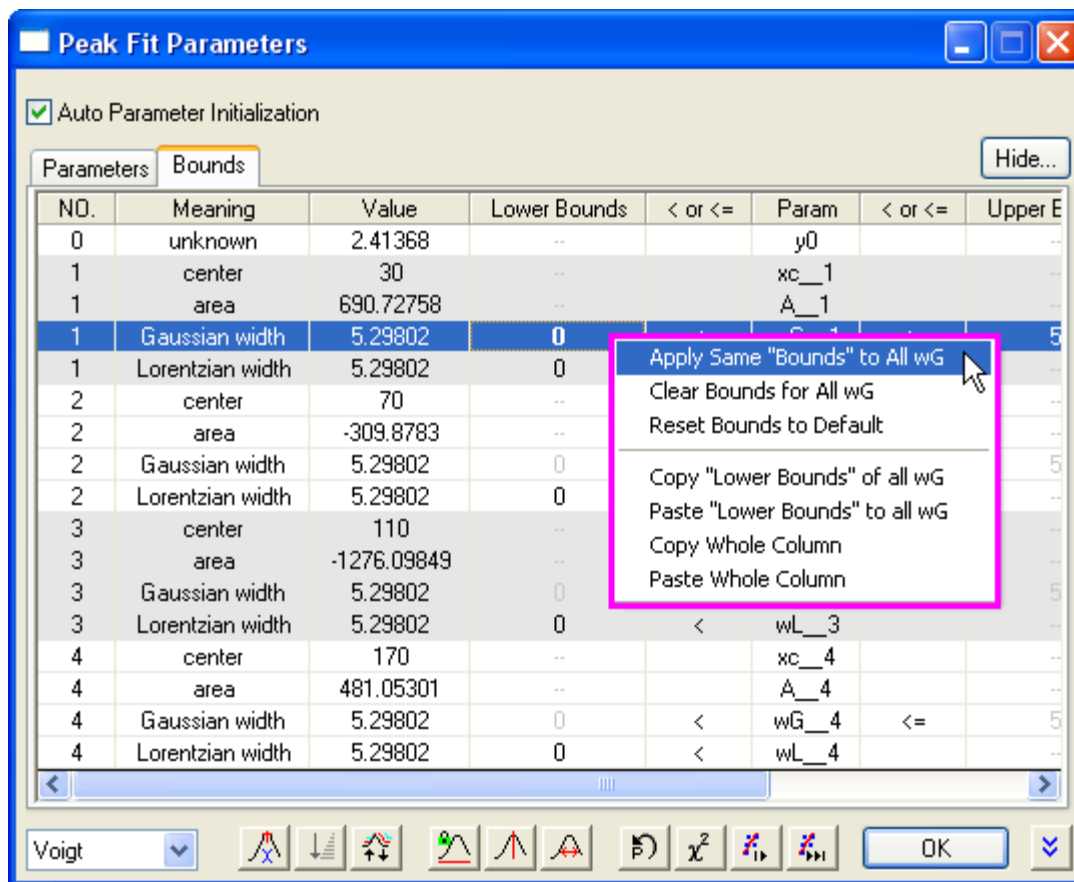 Peak Fit Parameters
Auto Parameter Initialization
Parameters Bounds Hide...
NO. Meaning Value Lower Bounds < or <= Param < or <= Upper
0 unknown 2.41368 -- y0 --
1 center 30 -- xc__1 --
1 area 690.72758 -- A__1 --
1 Gaussian width 5.29802 0 5
1 Lorentzian width 5.29802 0
2 center 70 --
2 area -309.8783 --
2 Gaussian width 5.29802 0 5
2 Lorentzian width 5.29802 0 --
3 center 110 --
3 area -1276.09849 --
3 Gaussian width 5.29802 0 5
3 Lorentzian width 5.29802 0 < wL__3 --
4 center 170 -- xc__4 --
4 area 481.05301 -- A__4 --
4 Gaussian width 5.29802 0 < wG__4 <= 5
4 Lorentzian width 5.29802 0 < wL__4 --
Apply Same "Bounds" to All wG
Clear Bounds for All wG
Reset Bounds to Default
Copy "Lower Bounds" of all wG
Paste "Lower Bounds" to all wG
Copy Whole Column
Paste Whole Column
Voigt P χ² OK